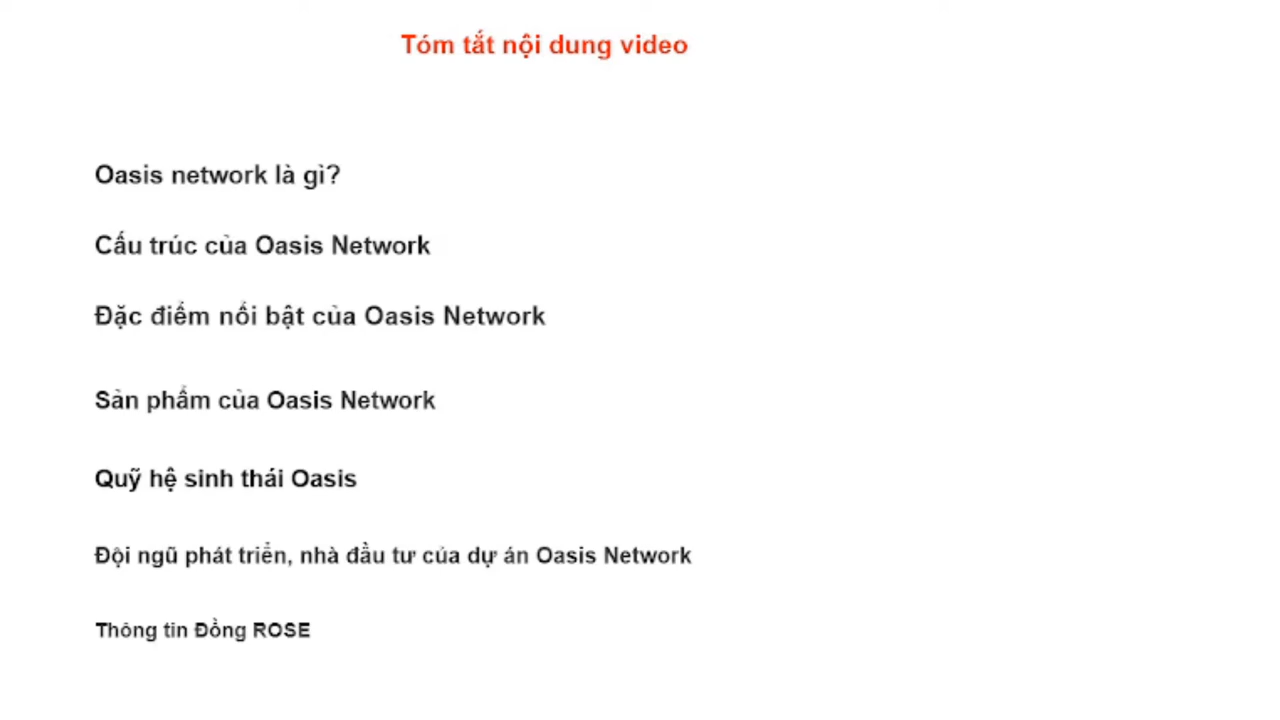 Tóm tắt nội dung video
Oasis network là gì?
Cấu trúc của Oasis Network
Đặc điểm nổi bật của Oasis Network
Sản phẩm của Oasis Network
Quỹ hệ sinh thái Oasis
Đội ngũ phát triển, nhà đầu tư của dự án Oasis Network
Thông tin Đồng ROSE